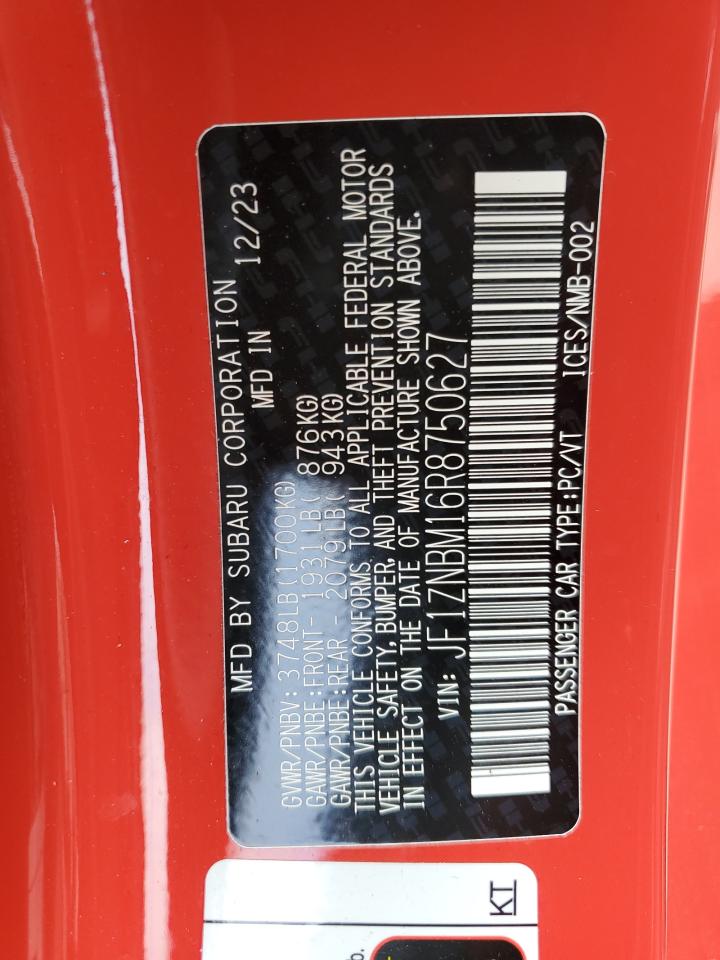 MFD BY SUBARU CORPORATION
MFD IN 12/23
GVWR/PNBV: 3748LB(1700KG)
GAWR/PNBE:FRONT- 1931LB( 876KG)
GAWR/PNBE:REAR - 2079LB( 943KG)
THIS VEHICLE CONFORMS TO ALL APPLICABLE FEDERAL MOTOR
VEHICLE SAFETY, BUMPER, AND THEFT PREVENTION STANDARDS
IN EFFECT ON THE DATE OF MANUFACTURE SHOWN ABOVE.
VIN: JF1ZNBM16R8750627
PASSENGER CAR TYPE:PC/VT ICES/NMB-002
KT